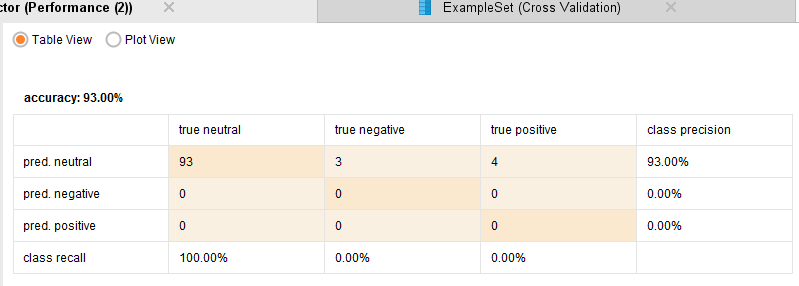 ctor (Performance (2)) ExampleSet (Cross Validation)
Table View Plot View
accuracy: 93.00%
true neutral true negative true positive class precision
pred. neutral 93 3 4 93.00%
pred. negative 0 0 0 0.00%
pred. positive 0 0 0 0.00%
class recall 100.00% 0.00% 0.00%